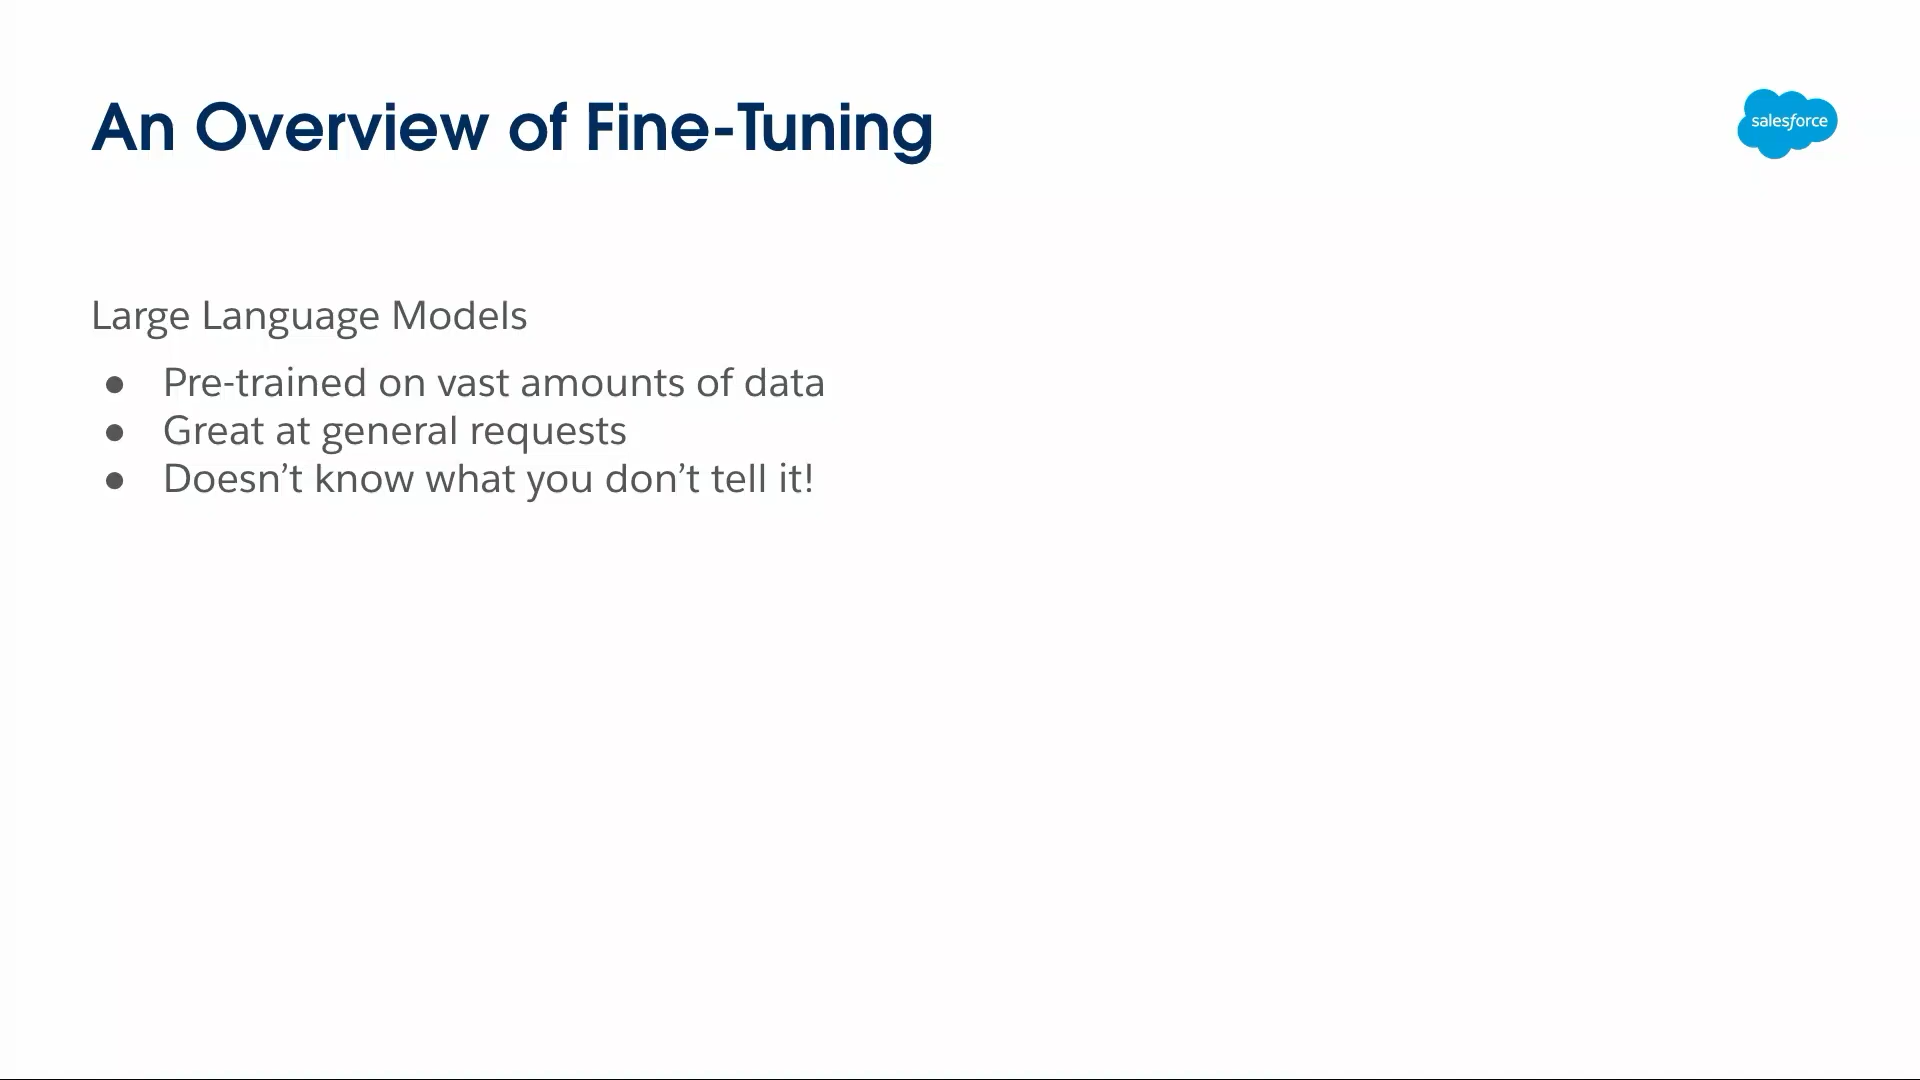 An Overview of Fine-Tuning
salesforce
Large Language Models
● Pre-trained on vast amounts of data
● Great at general requests
● Doesn’t know what you don’t tell it!